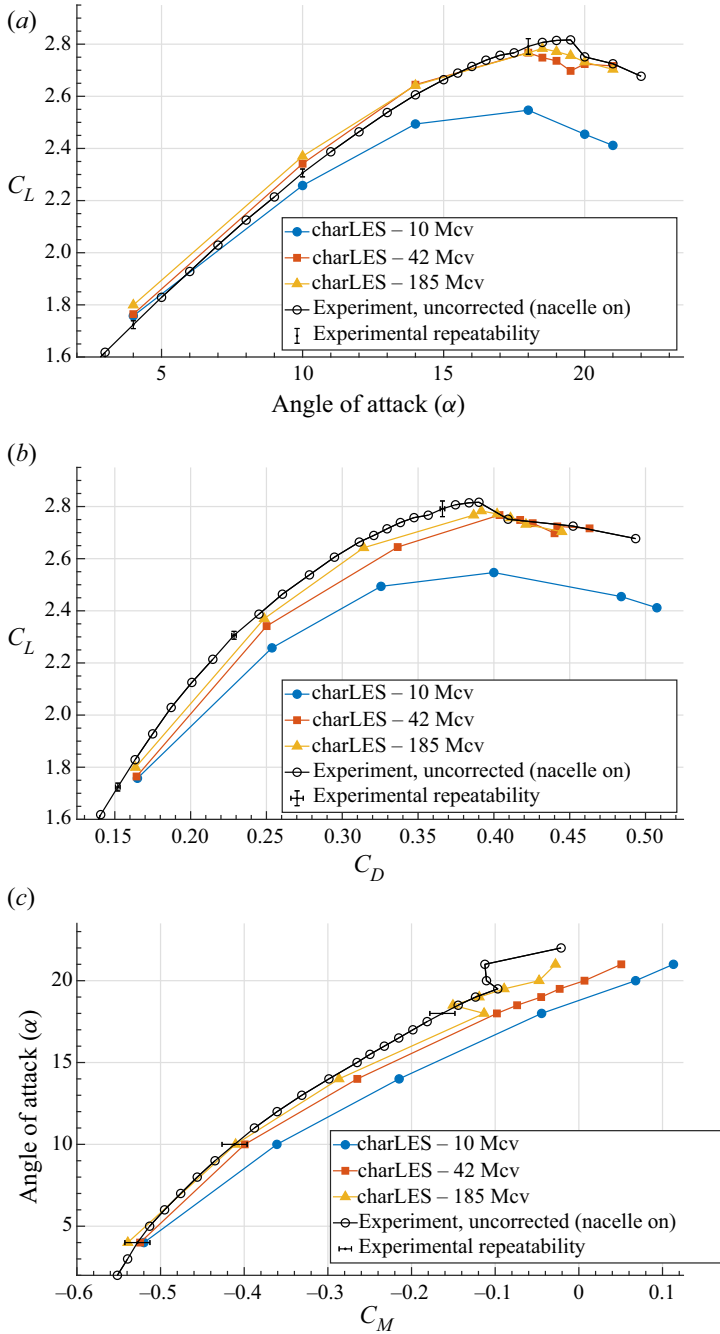 (a)
3.0
2.8
2.6
2.4
C_L
2.2
2.0
1.8
1.6
charLES – 10 Mcv
charLES – 42 Mcv
charLES – 185 Mcv
Experiment, uncorrected (nacelle on)
Experimental repeatability
5 10 15 20
Angle of attack (α)
(b)
3.0
2.8
2.6
2.4
C_L
2.2
2.0
1.8
1.6
charLES – 10 Mcv
charLES – 42 Mcv
charLES – 185 Mcv
Experiment, uncorrected (nacelle on)
Experimental repeatability
0.15 0.20 0.25 0.30 0.35 0.40 0.45 0.50
C_D
(c)
20
15
Angle of attack (α)
10
5
charLES – 10 Mcv
charLES – 42 Mcv
charLES – 185 Mcv
Experiment, uncorrected (nacelle on)
Experimental repeatability
–0.6 –0.5 –0.4 –0.3 –0.2 –0.1 0 0.1
C_M